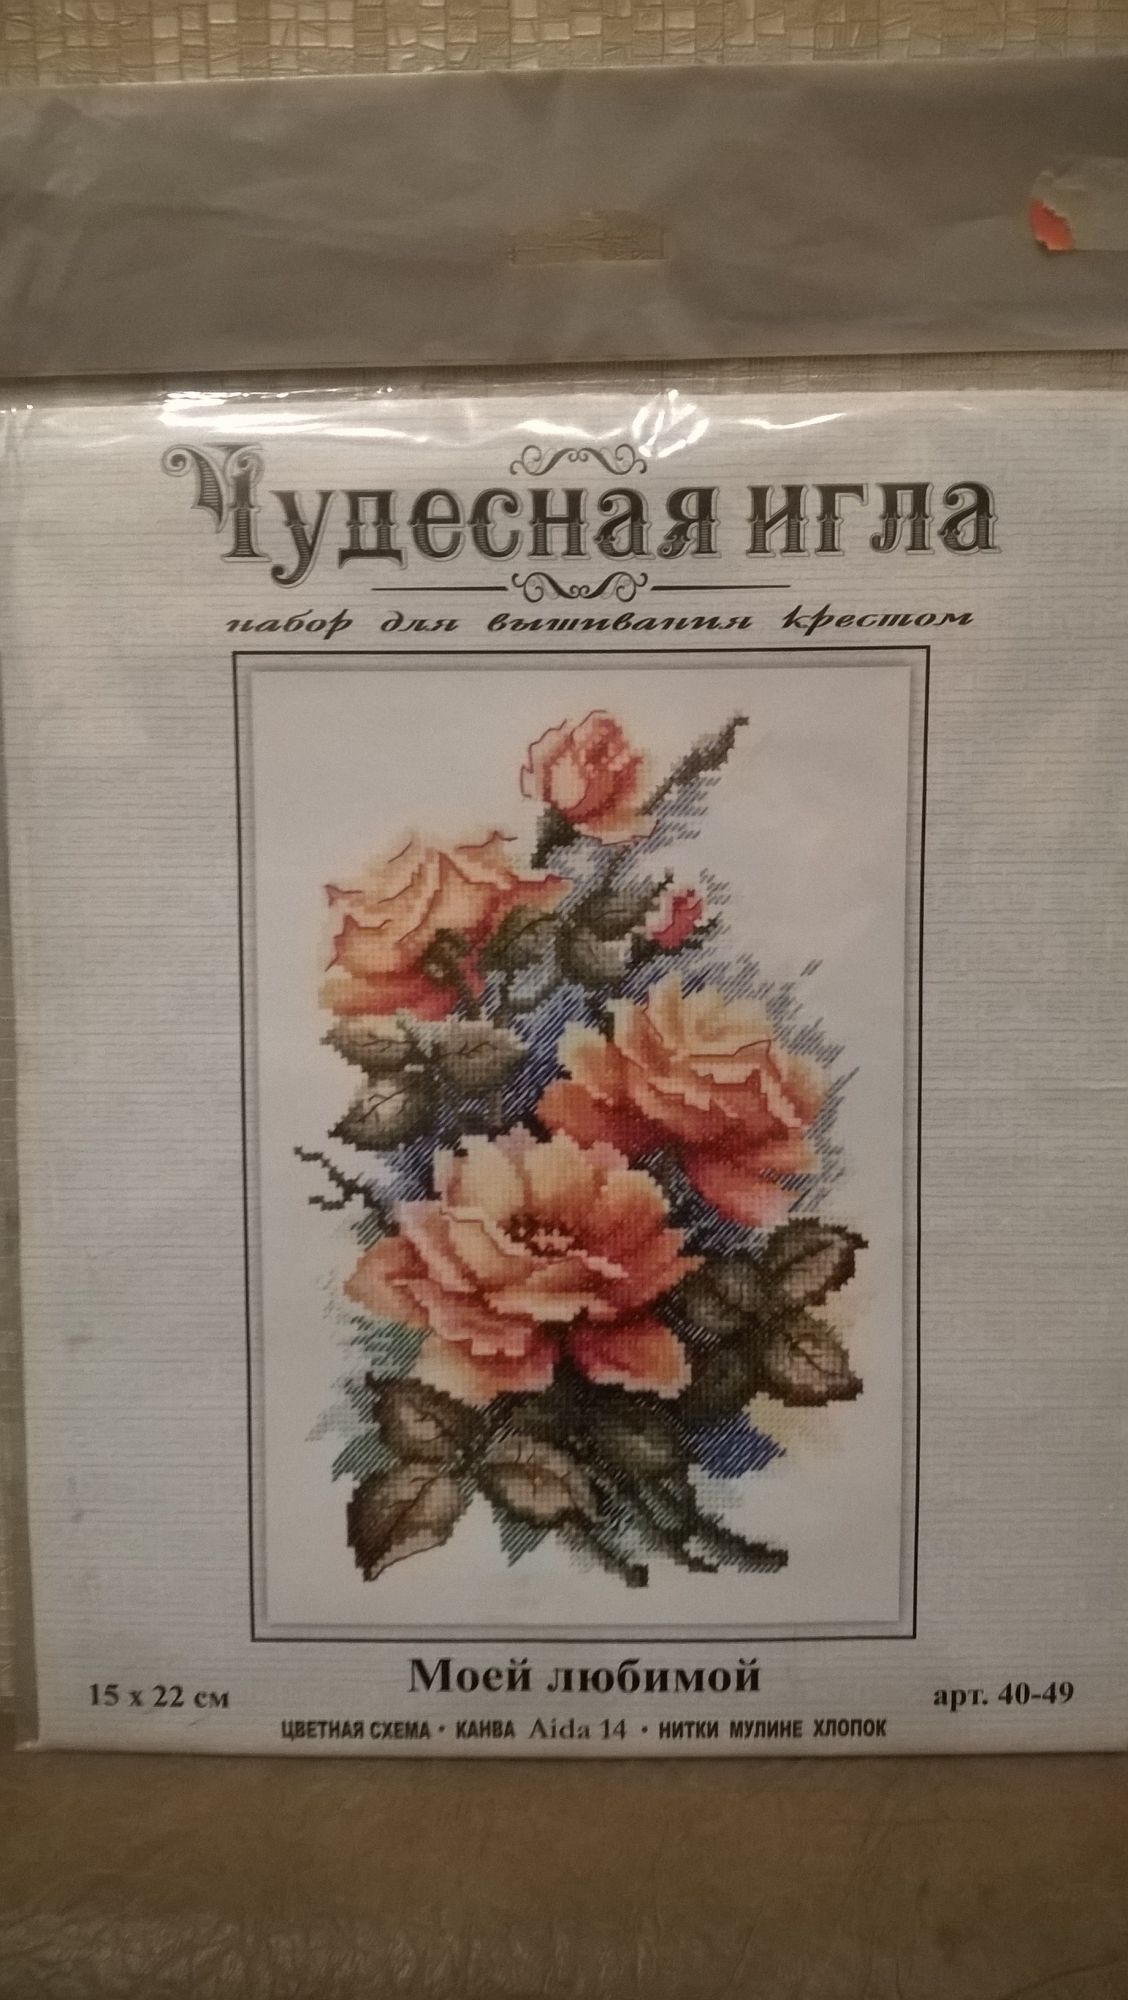 Чудесная игла
набор для вышивания крестом
Моей любимой
15 x 22 см
арт. 40-49
ЦВЕТНАЯ СХЕМА • КАНВА Aida 14 • НИТКИ МУЛИНЕ ХЛОПОК